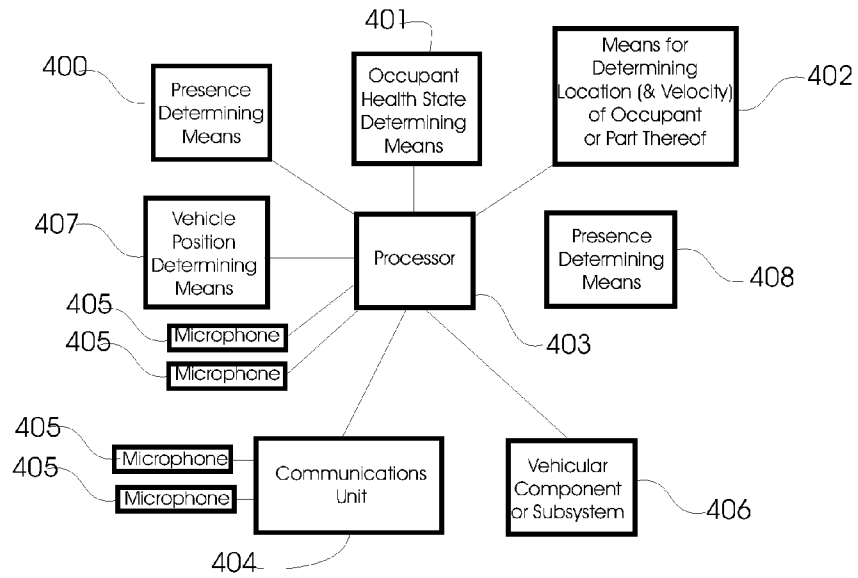 401
400
Presence
Determining
Means
Occupant
Health State
Determining
Means
Means for
Determining
Location (& Velocity)
of Occupant
or Part Thereof
402
407
Vehicle
Position
Determining
Means
Processor
Presence
Determining
Means
408
405
Microphone
405
Microphone
403
405
Microphone
405
Microphone
Communications
Unit
404
Vehicular
Component
or Subsystem
406